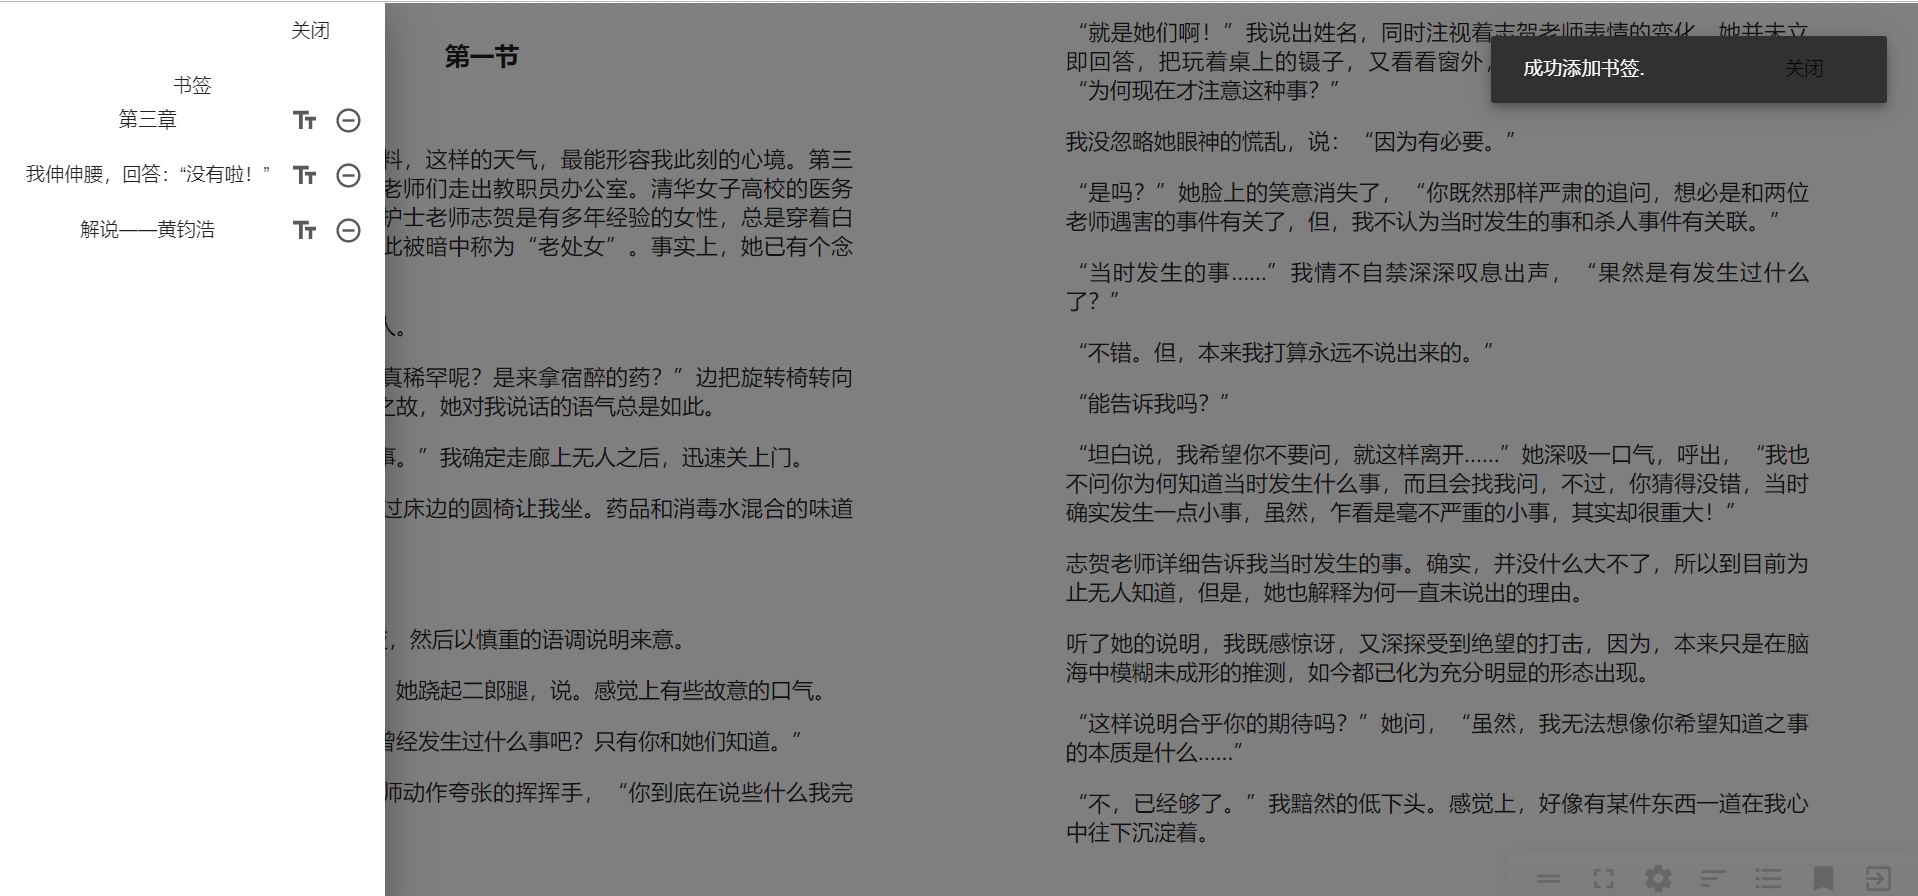 关闭
书签
第三章
我伸伸腰，回答：“没有啦！”
解说——黄钧浩
第一节
料，这样的天气，最能形容我此刻的心境。第三
老师们走出教职员办公室。清华女子高校的医务
护士老师志贺是有多年经验的女性，总是穿着白
此被暗中称为“老处女”。事实上，她已有个念
人。
真稀罕呢？是来拿宿醉的药？”边把旋转椅转向
之故，她对我说话的语气总是如此。
事。”我确定走廊上无人之后，迅速关上门。
过床边的圆椅让我坐。药品和消毒水混合的味道
，然后以慎重的语调说明来意。
她跷起二郎腿，说。感觉上有些故意的口气。
曾经发生过什么事吧？只有你和她们知道。”
师动作夸张的挥挥手，“你到底在说些什么我完
“就是她们啊！”我说出姓名，同时注视着志贺老师表情的变化。她并未立
即回答，把玩着桌上的镊子，又看看窗外，
“为何现在才注意这种事？”
我没忽略她眼神的慌乱，说：“因为有必要。”
“是吗？”她脸上的笑意消失了，“你既然那样严肃的追问，想必是和两位
老师遇害的事件有关了，但，我不认为当时发生的事和杀人事件有关联。”
“当时发生的事……”我情不自禁深深叹息出声，“果然是有发生过什么
了？”
“不错。但，本来我打算永远不说出来的。”
“能告诉我吗？”
“坦白说，我希望你不要问，就这样离开……”她深吸一口气，呼出，“我也
不问你为何知道当时发生什么事，而且会找我问，不过，你猜得没错，当时
确实发生一点小事，虽然，乍看是毫不严重的小事，其实却很重大！”
志贺老师详细告诉我当时发生的事。确实，并没什么大不了，所以到目前为
止无人知道，但是，她也解释为何一直未说出的理由。
听了她的说明，我既感惊讶，又深探受到绝望的打击，因为，本来只是在脑
海中模糊未成形的推测，如今都已化为充分明显的形态出现。
“这样说明合乎你的期待吗？”她问，“虽然，我无法想像你希望知道之事
的本质是什么……”
“不，已经够了。”我黯然的低下头。感觉上，好像有某件东西一道在我心
中往下沉淀着。
成功添加书签.
关闭